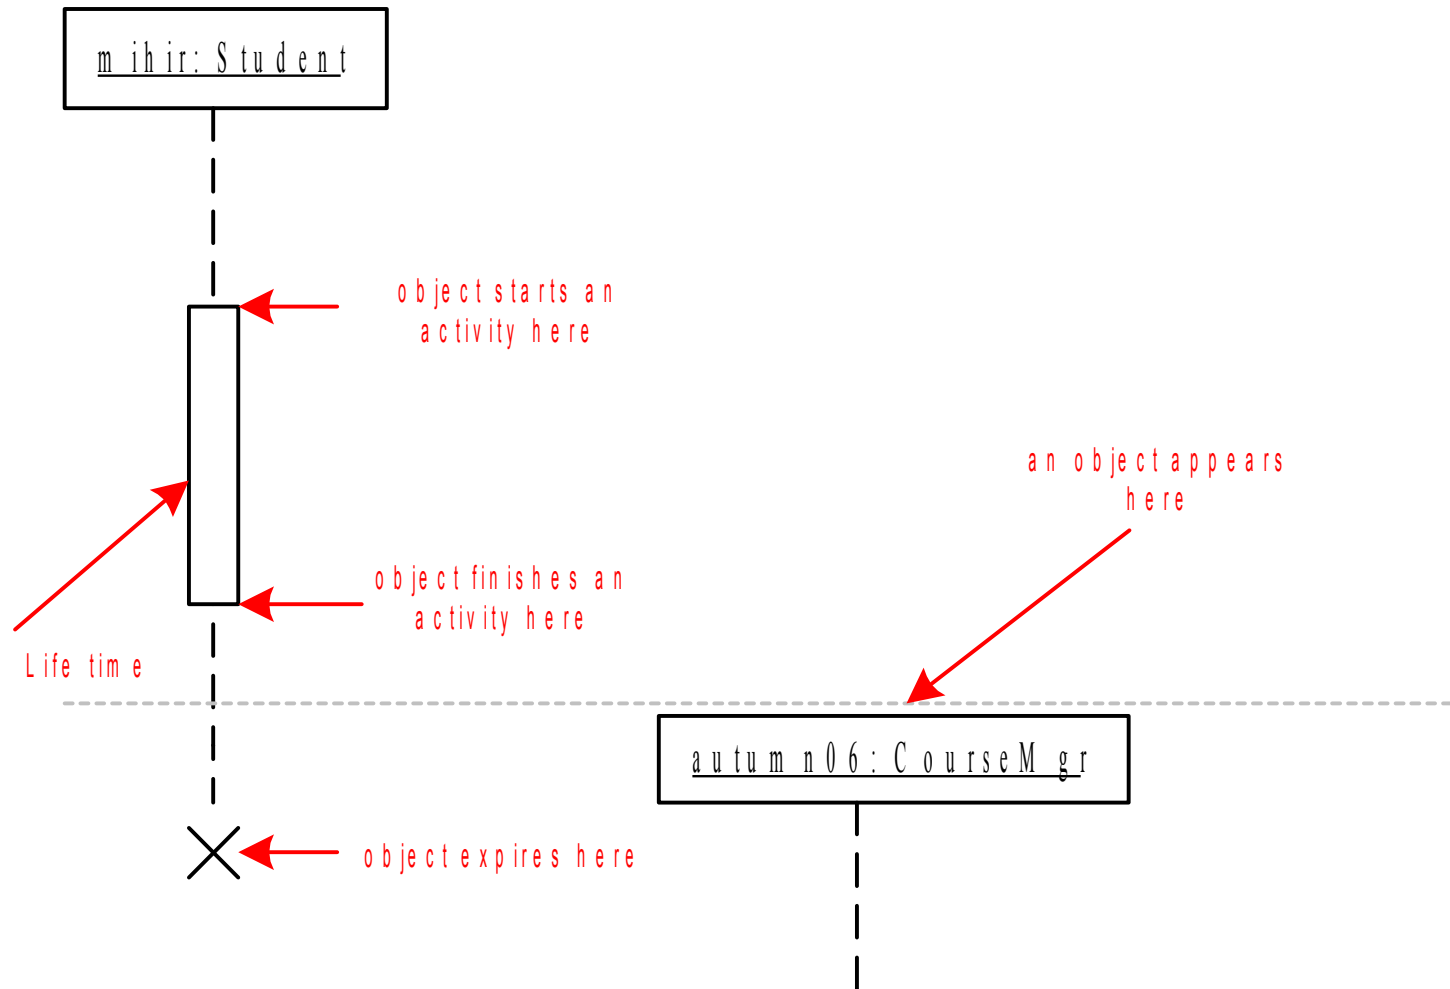 mihir: Student
object starts an
activity here
an object appears
here
object finishes an
activity here
Life time
autumn06: CourseMgr
object expires here